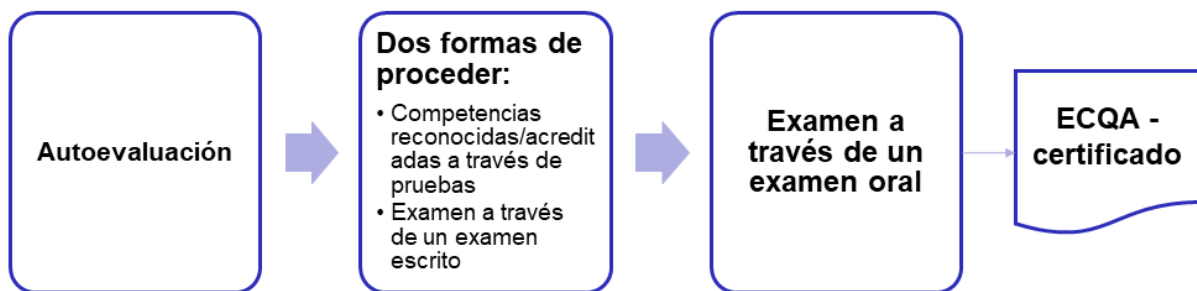 Autoevaluación
Dos formas de
proceder:
• Competencias
reconocidas/acredit
adas a través de
pruebas
• Examen a través
de un examen
escrito
Examen a
través de un
examen oral
ECQA -
certificado